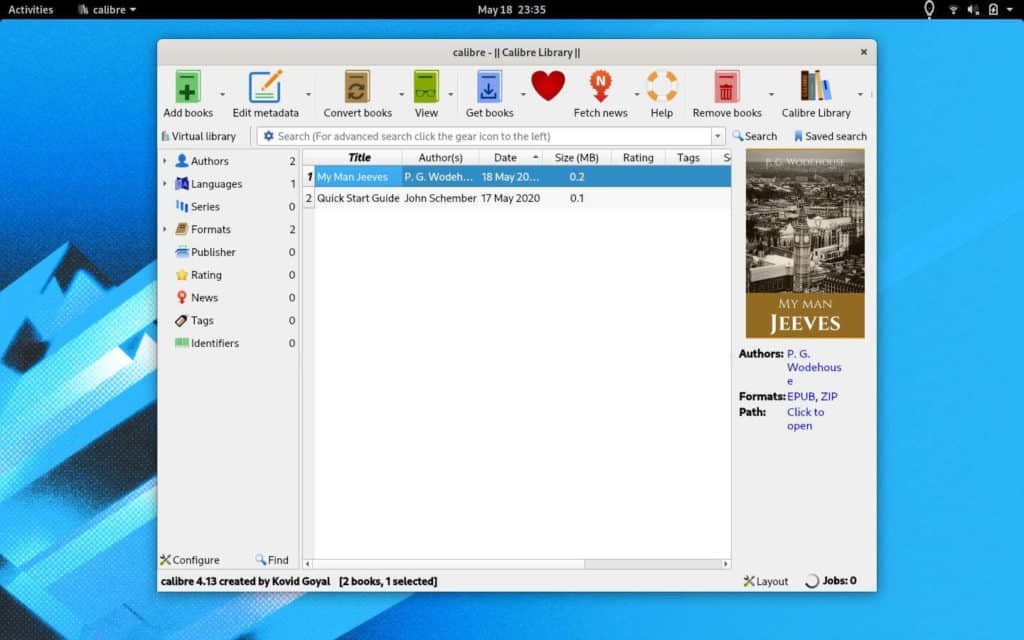 Activities calibre May 18 23:35
calibre - || Calibre Library ||
Add books Edit metadata Convert books View Get books Fetch news Help Remove books Calibre Library
Virtual library Search (For advanced search click the gear icon to the left) Search Saved search
Authors 2
Languages 1
Series 0
Formats 2
Publisher 0
Rating 0
News 0
Tags 0
Identifiers 0
Title Author(s) Date Size (MB) Rating Tags
1 My Man Jeeves P. G. Wodeh... 18 May 20... 0.2
2 Quick Start Guide John Schember 17 May 2020 0.1
P. G. WODEHOUSE
MY MAN
JEEVES
Authors: P. G.
Wodehous
e
Formats: EPUB, ZIP
Path: Click to
open
Configure Find
calibre 4.13 created by Kovid Goyal [2 books, 1 selected] Layout Jobs: 0